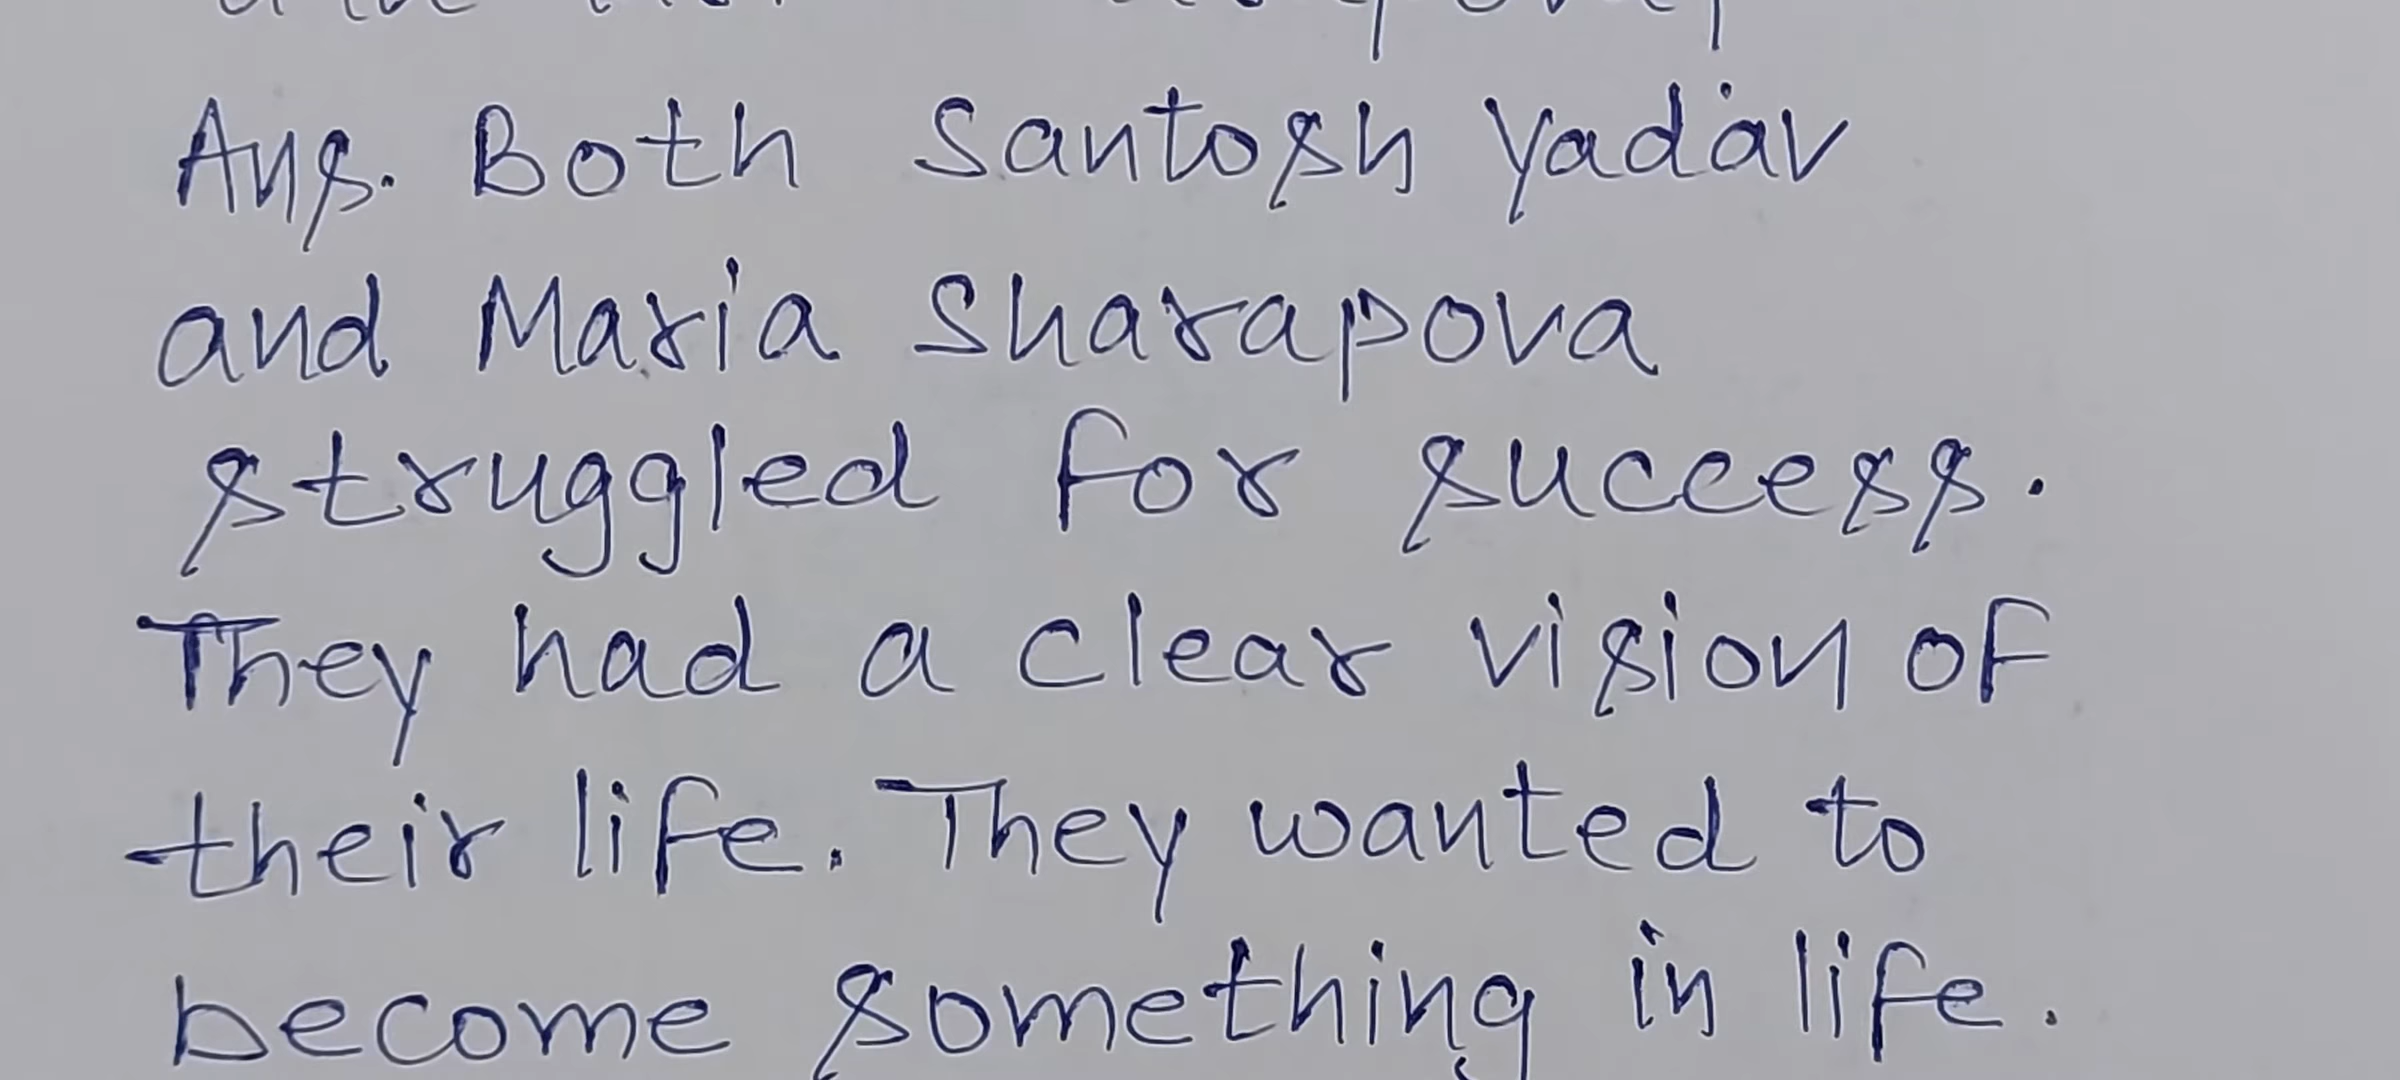 Ans. Both Santosh Yadav
and Maria Sharapova
struggled for success.
They had a clear vision of
their life. They wanted to
become something in life.